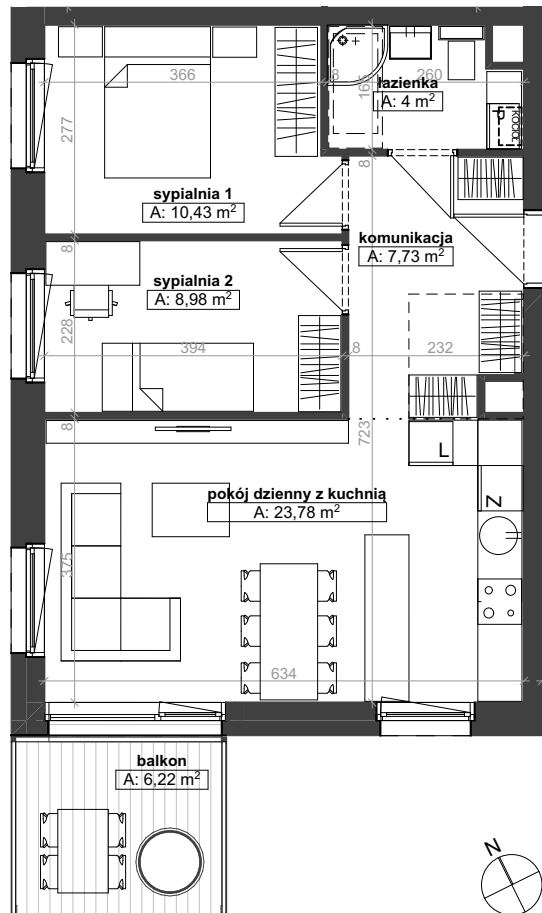 366
8
260
165
łazienka
A: 4 m²
P
KOCIOŁ
277
8
sypialnia 1
A: 10,43 m²
komunikacja
A: 7,73 m²
8
sypialnia 2
A: 8,98 m²
228
394
8
232
8
723
L
pokój dzienny z kuchnią
A: 23,78 m²
Z
375
634
balkon
A: 6,22 m²
N